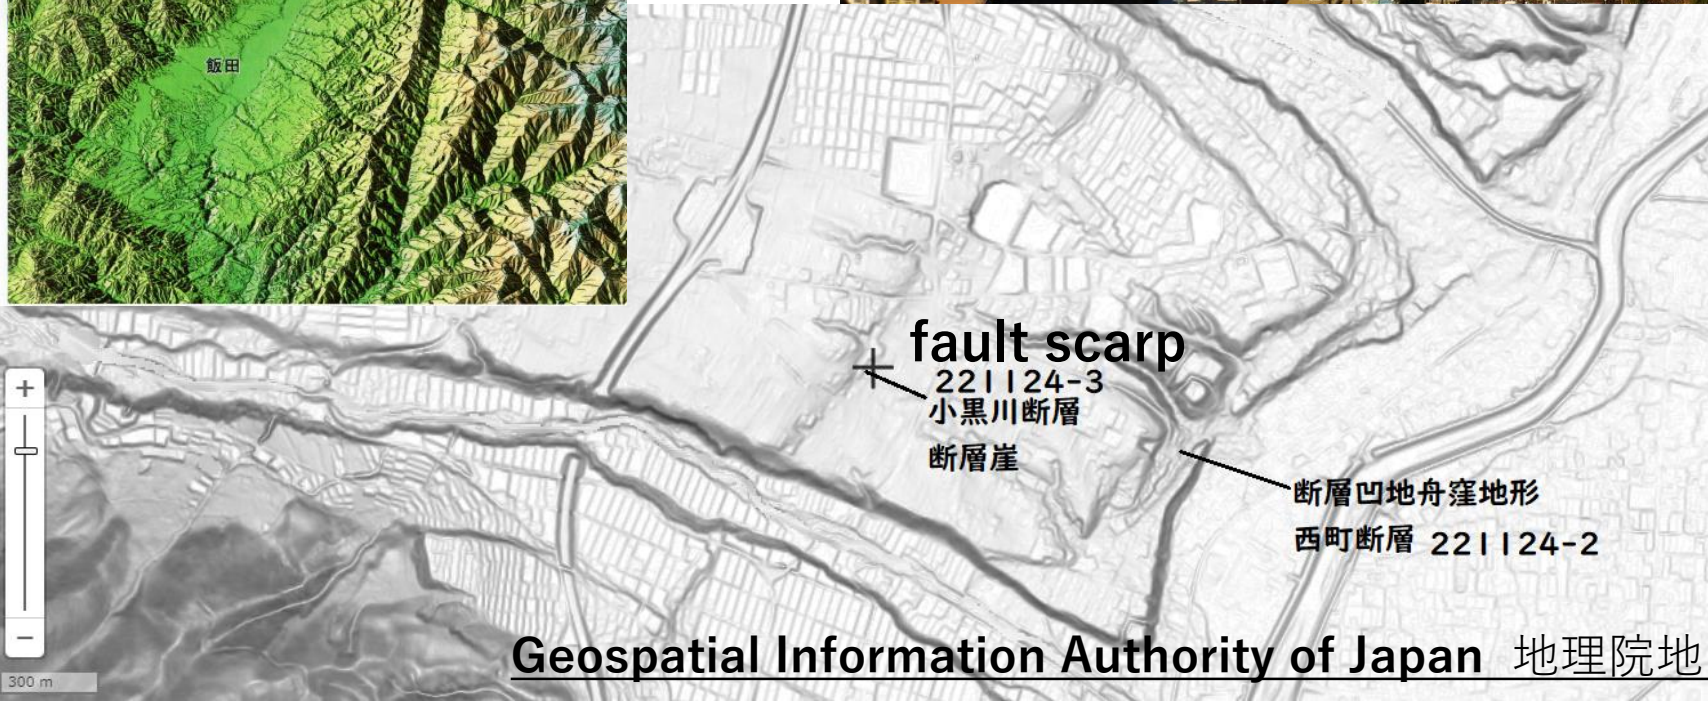 飯田
fault scarp
221124-3
小黒川断層
断層崖
断層凹地舟窪地形
西町断層 221124-2
+
−
300 m
Geospatial Information Authority of Japan 地理院地